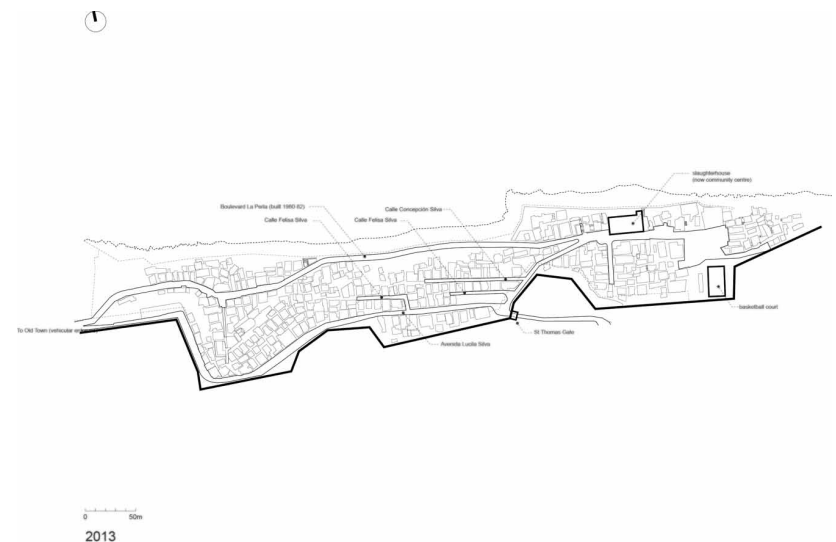 slaughterhouse
(now community centre)
Boulevard La Perla (built 1980-82)
Calle Concepción Silva
Calle Felisa Silva
Calle Felisa Silva
basketball court
To Old Town (vehicular
St Thomas Gate
Avenida Lucila Silva
0
50m
2013